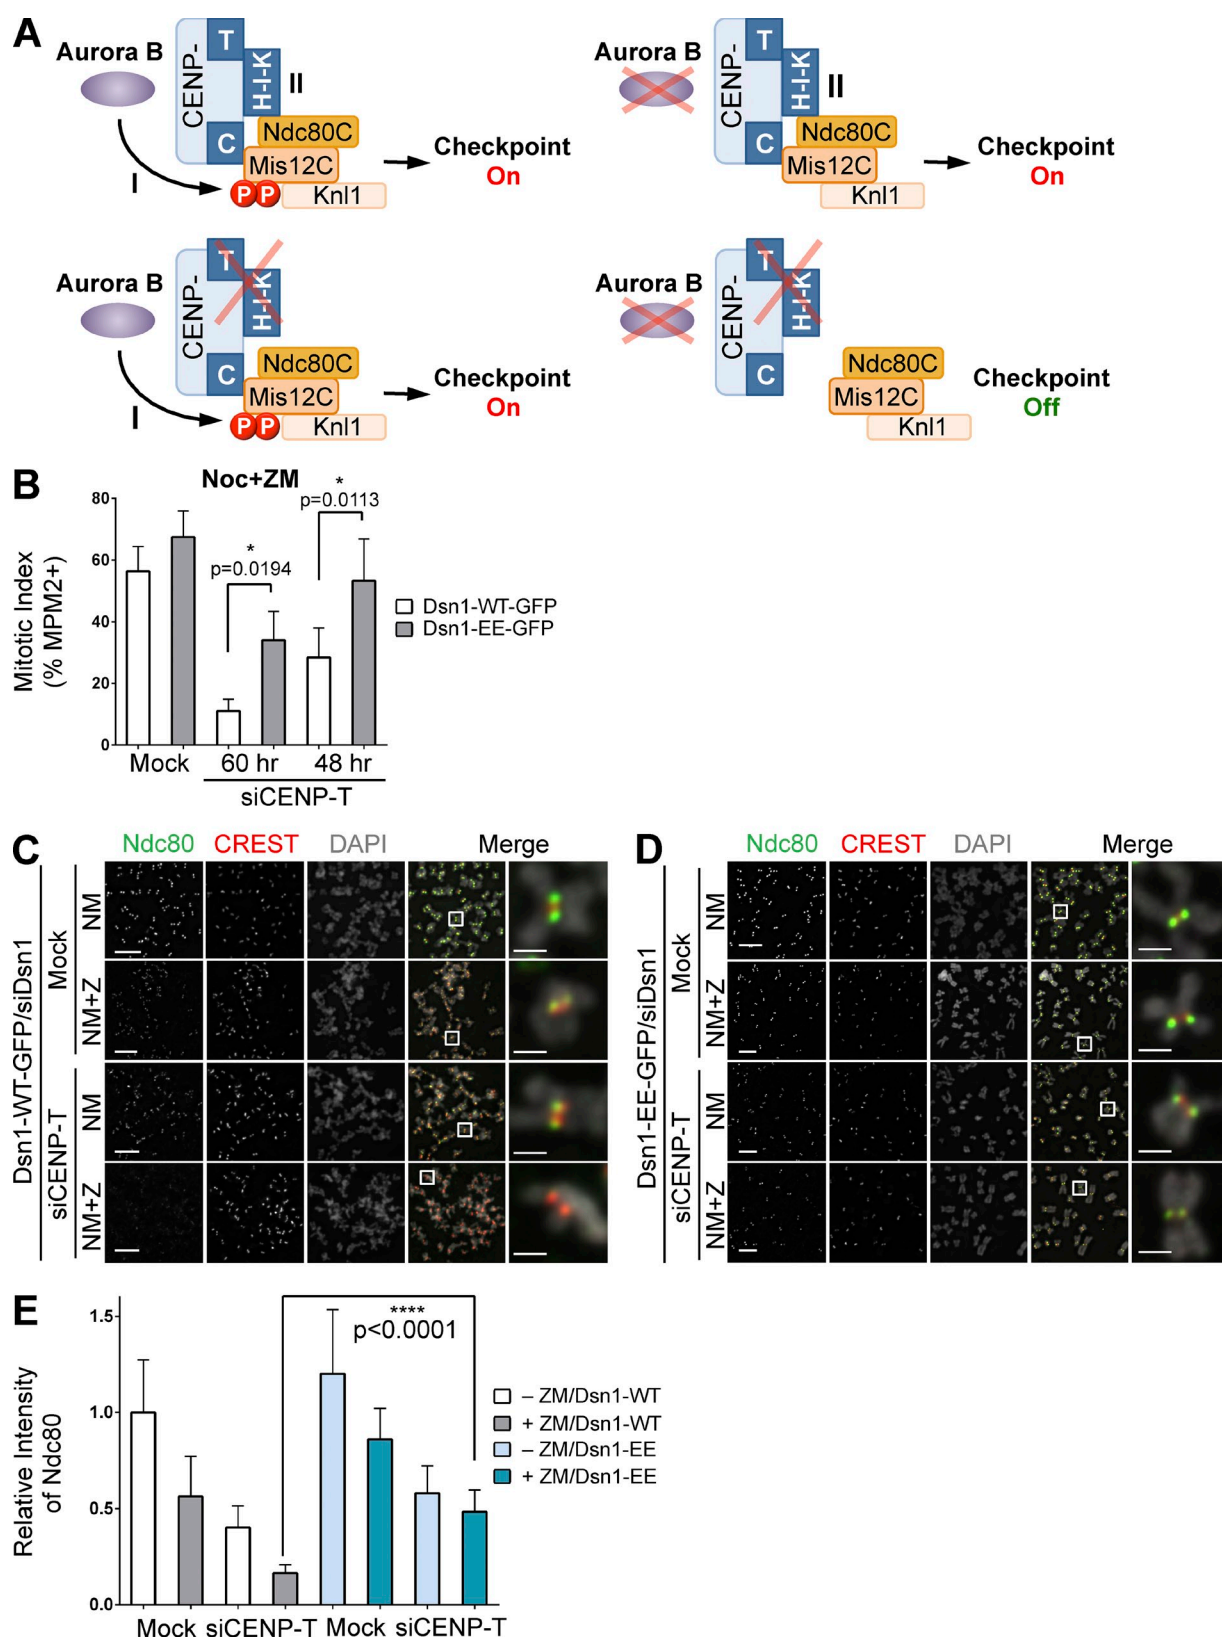 A
Aurora B
CENP-
T
H-I-K
II
C
Ndc80C
Mis12C
P P
Knl1
I
Checkpoint
On
Aurora B
CENP-
T
H-I-K
II
C
Ndc80C
Mis12C
Knl1
Checkpoint
On
Aurora B
CENP-
T
H-I-K
C
Ndc80C
Mis12C
P P
Knl1
I
Checkpoint
On
Aurora B
CENP-
T
H-I-K
C
Ndc80C
Mis12C
Knl1
Checkpoint
Off
B
Noc+ZM
Mitotic Index
(% MPM2+)
80
60
40
20
0
*
p=0.0194
*
p=0.0113
Dsn1-WT-GFP
Dsn1-EE-GFP
Mock
60 hr
48 hr
siCENP-T
C
Ndc80
CREST
DAPI
Merge
Dsn1-WT-GFP/siDsn1
Mock
NM
NM+Z
siCENP-T
NM
NM+Z
D
Ndc80
CREST
DAPI
Merge
Dsn1-EE-GFP/siDsn1
Mock
NM
NM+Z
siCENP-T
NM
NM+Z
E
Relative Intensity
of Ndc80
1.5
1.0
0.5
0.0
****
p<0.0001
– ZM/Dsn1-WT
+ ZM/Dsn1-WT
– ZM/Dsn1-EE
+ ZM/Dsn1-EE
Mock siCENP-T Mock siCENP-T